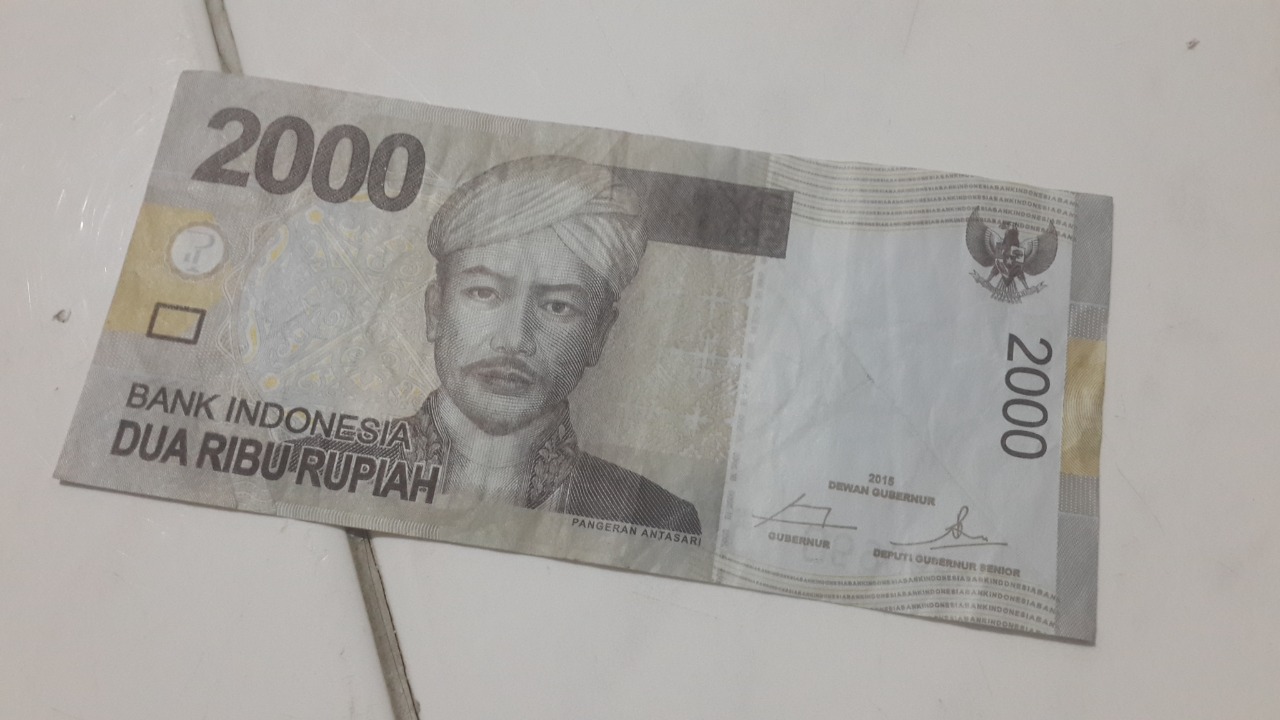 2000
BANK INDONESIA
DUA RIBU RUPIAH
PANGERAN ANTASARI
2000
2015
DEWAN GUBERNUR
GUBERNUR
DEPUTI GUBERNUR SENIOR